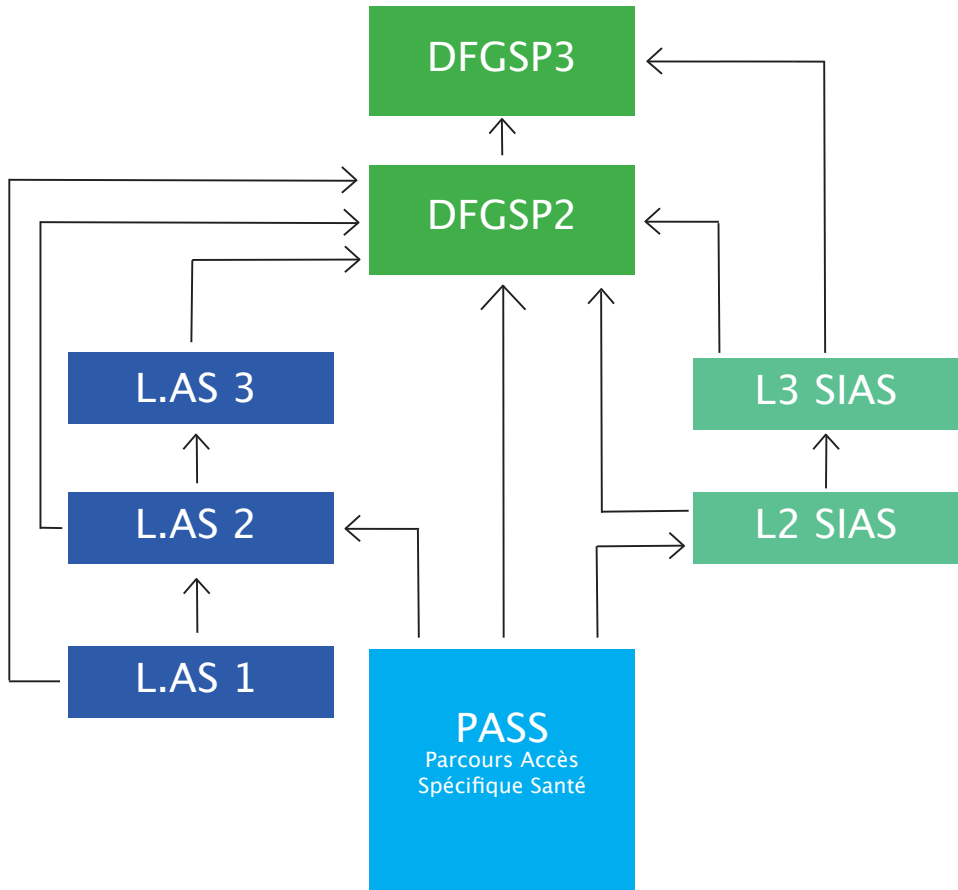 DFGSP3
DFGSP2
L.AS 3
L3 SIAS
L.AS 2
L2 SIAS
L.AS 1
PASS
Parcours Accès
Spécifique Santé